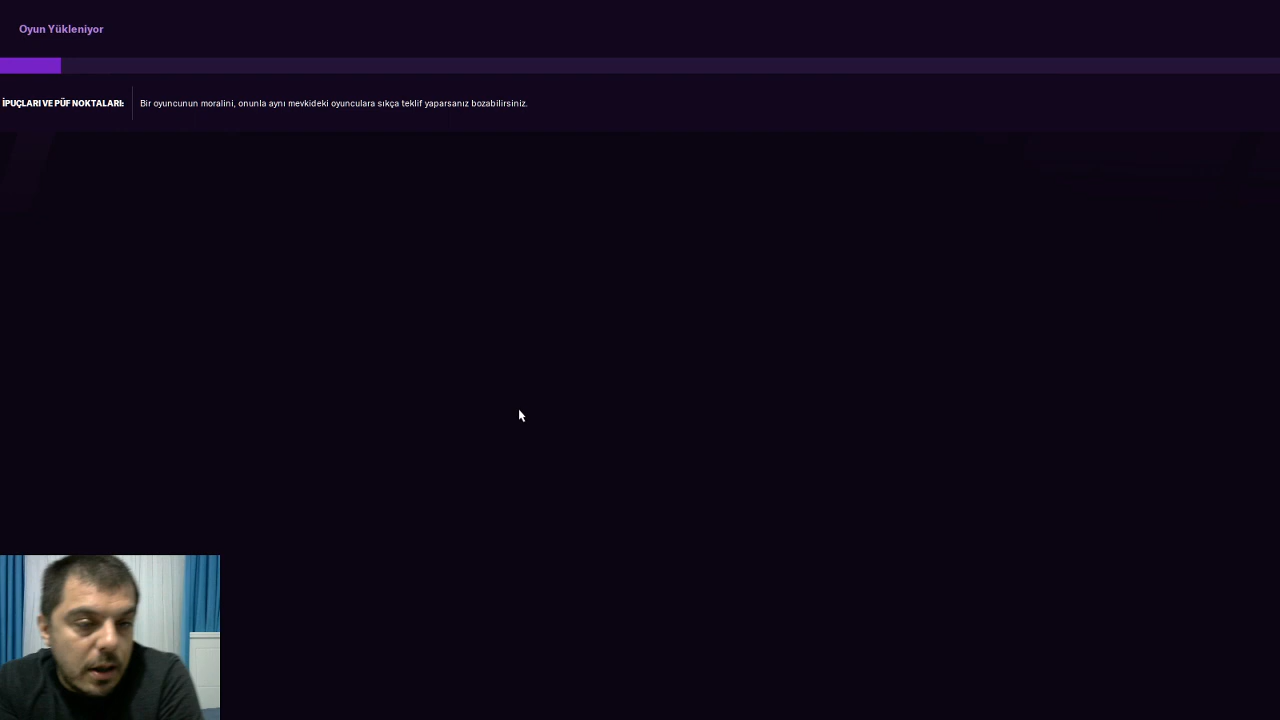 Oyun Yükleniyor
İPUÇLARI VE PÜF NOKTALARI:
Bir oyuncunun moralini, onunla aynı mevkideki oyunculara sıkça teklif yaparsanız bozabilirsiniz.